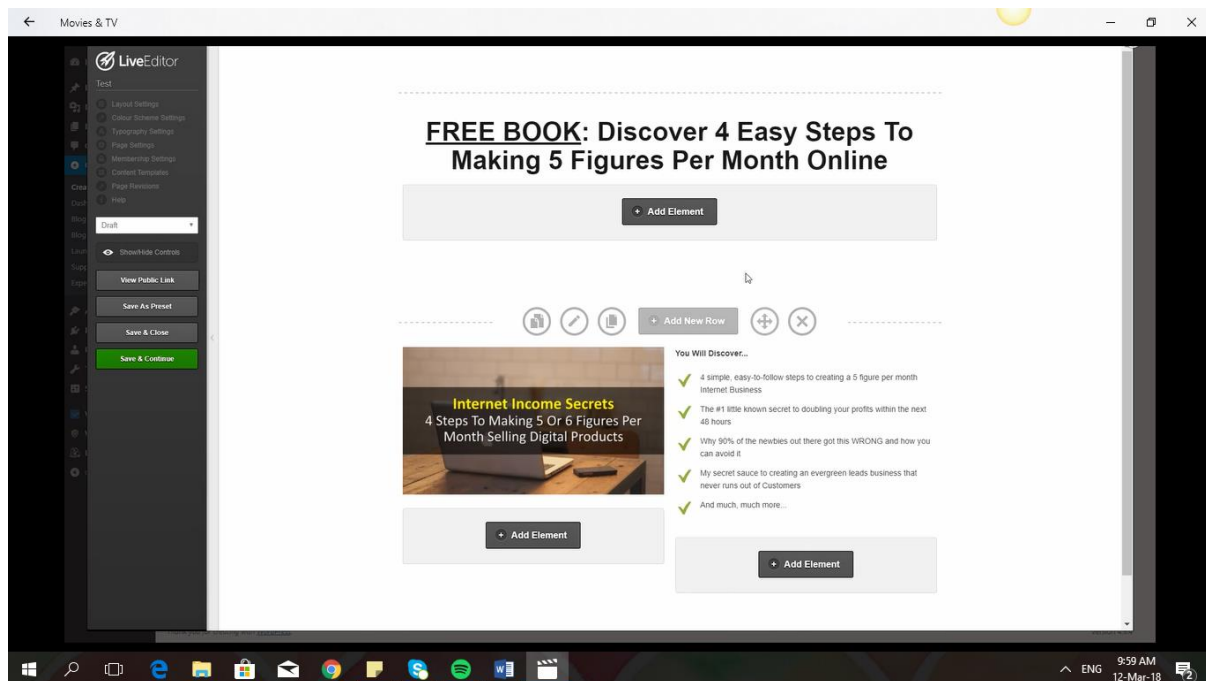 Movies & TV
LiveEditor
Test
Layout Settings
Colour Scheme Settings
Typography Settings
Page Settings
Membership Settings
Content Templates
Page Revisions
Help
Draft
Show/Hide Controls
View Public Link
Save As Preset
Save & Close
Save & Continue
FREE BOOK: Discover 4 Easy Steps To
Making 5 Figures Per Month Online
Add Element
Add New Row
Internet Income Secrets
4 Steps To Making 5 Or 6 Figures Per
Month Selling Digital Products
Add Element
You Will Discover...
4 simple, easy-to-follow steps to creating a 5 figure per month
Internet Business
The #1 little known secret to doubling your profits within the next
48 hours
Why 90% of the newbies out there got this WRONG and how you
can avoid it
My secret sauce to creating an evergreen leads business that
never runs out of Customers
And much, much more...
Add Element
ENG
9:59 AM
12-Mar-18
2